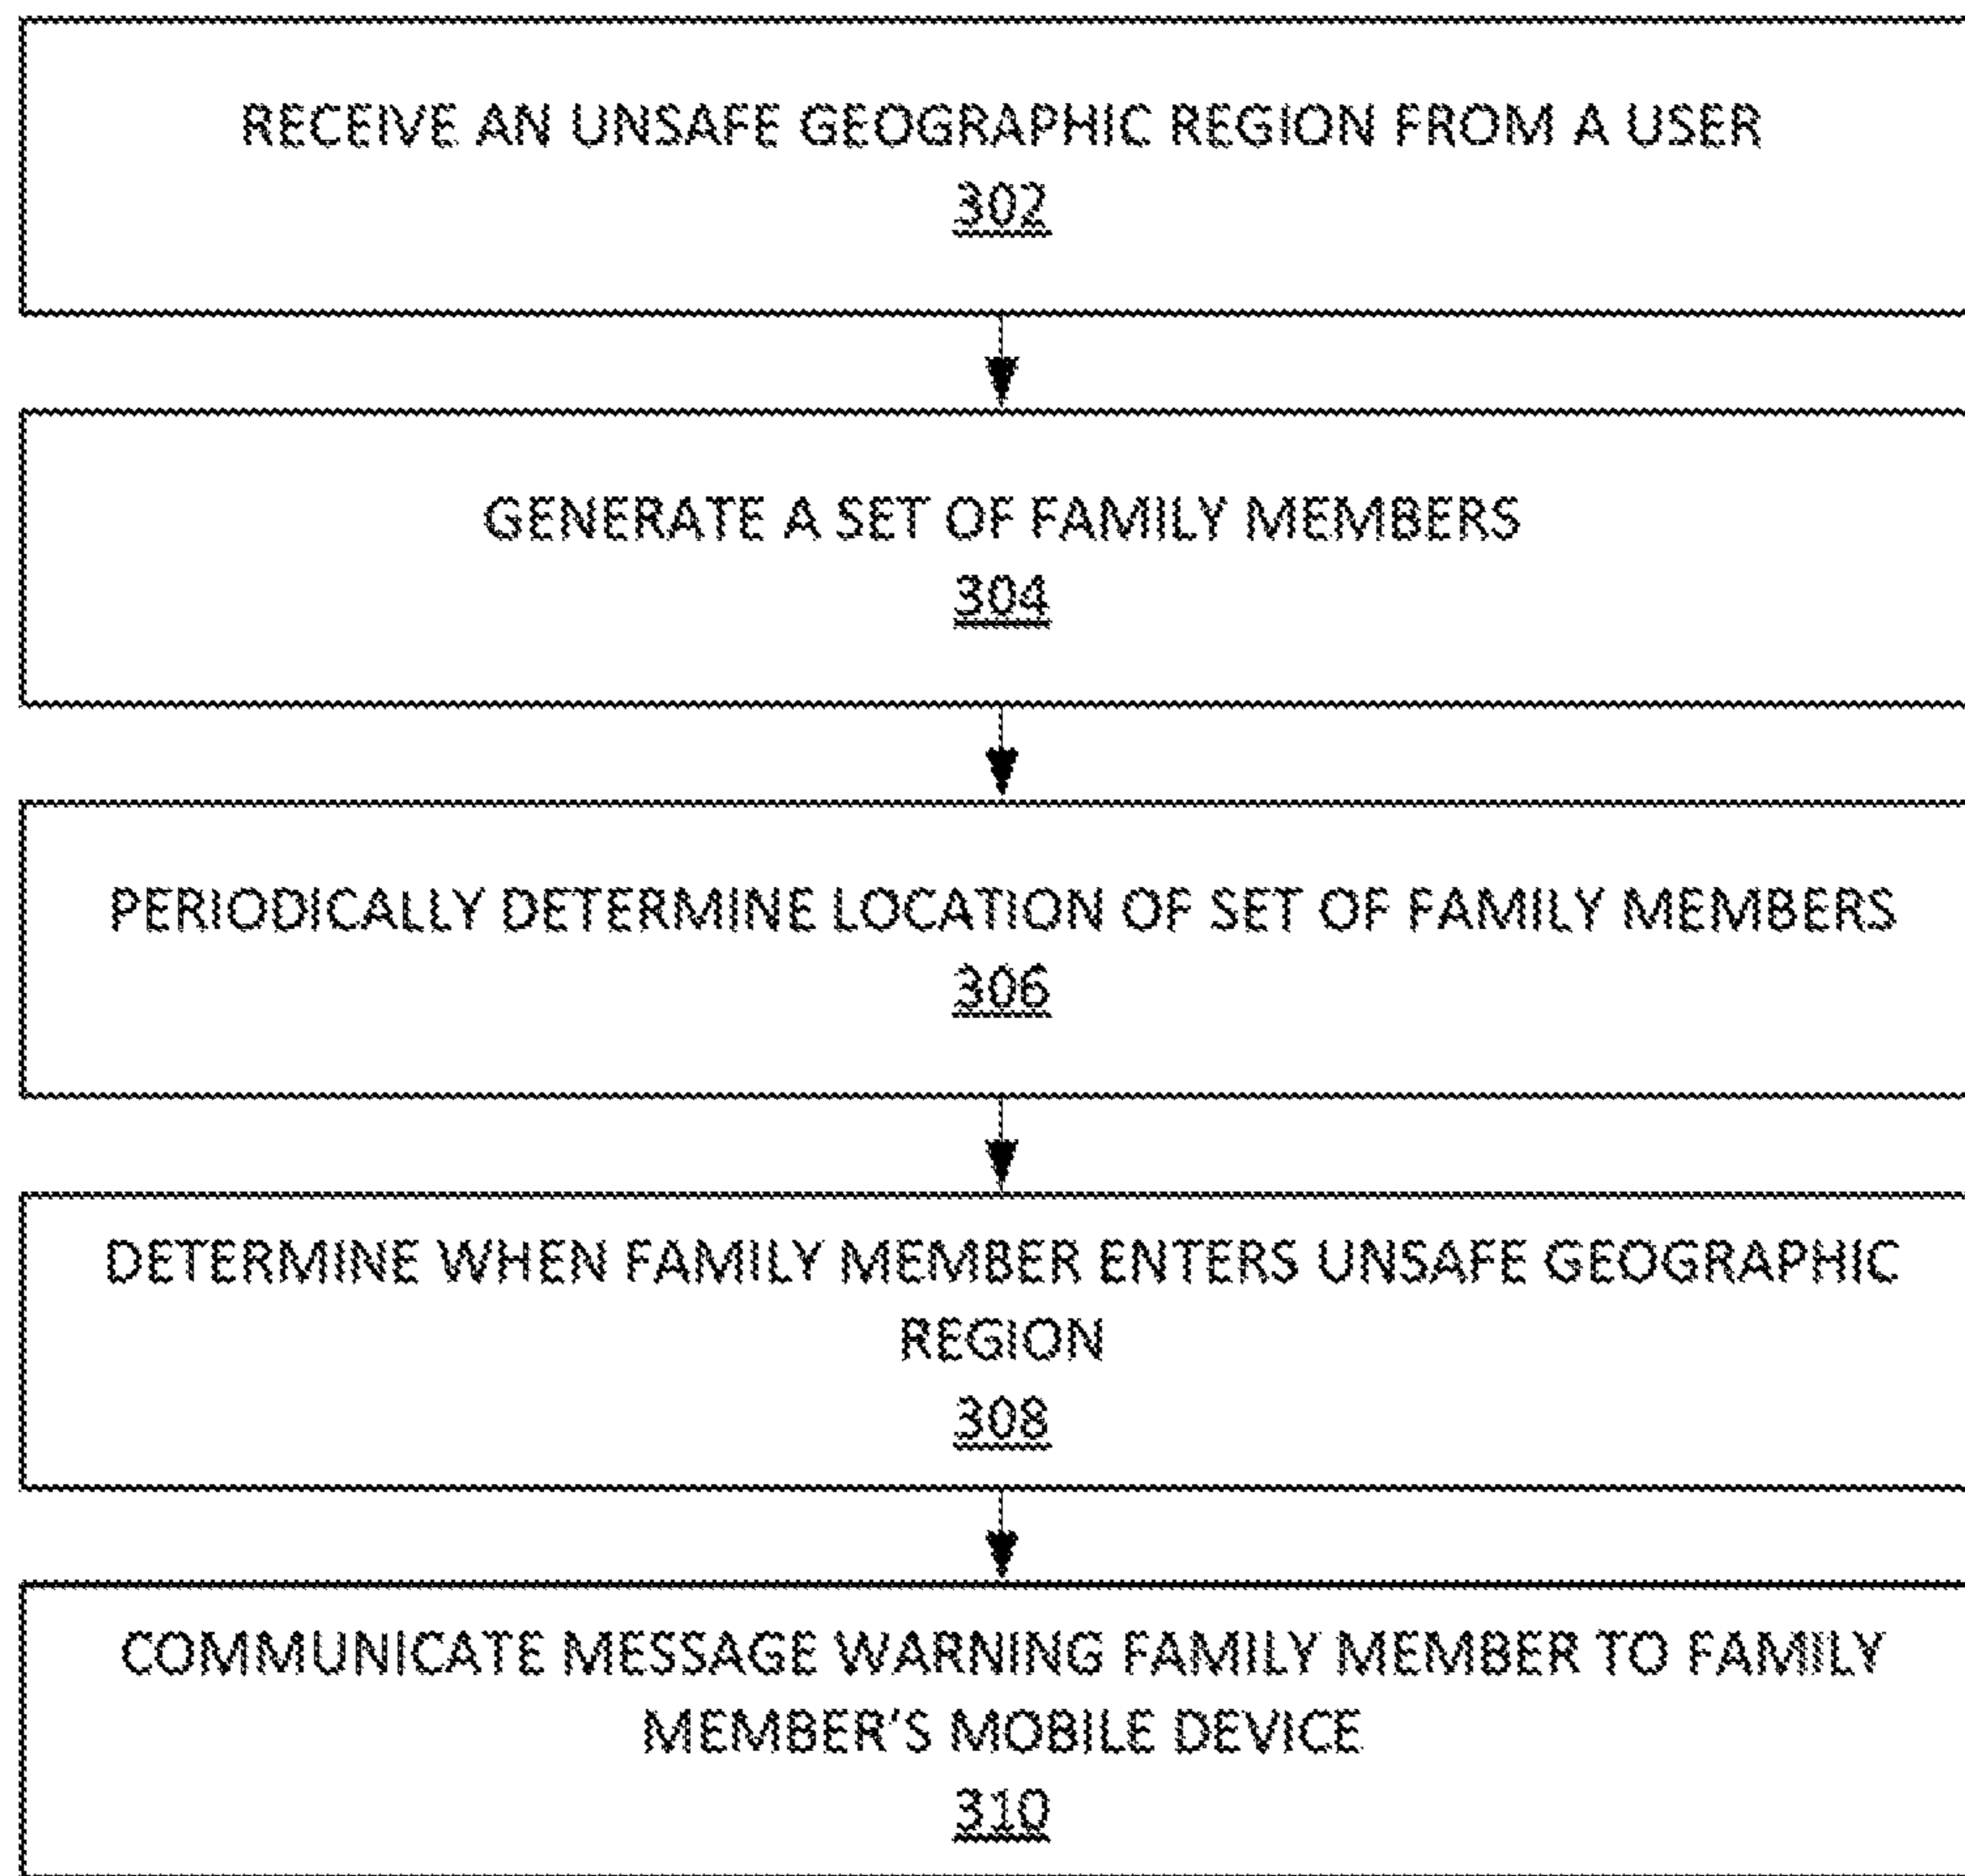 RECEIVE AN UNSAFE GEOGRAPHIC REGION FROM A USER
302
GENERATE A SET OF FAMILY MEMBERS
304
PERIODICALLY DETERMINE LOCATION OF SET OF FAMILY MEMBERS
306
DETERMINE WHEN FAMILY MEMBER ENTERS UNSAFE GEOGRAPHIC
REGION
308
COMMUNICATE MESSAGE WARNING FAMILY MEMBER TO FAMILY
MEMBER'S MOBILE DEVICE
310